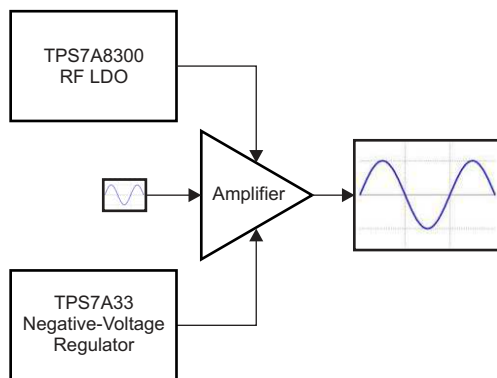 TPS7A8300
RF LDO
Amplifier
TPS7A33
Negative-Voltage
Regulator